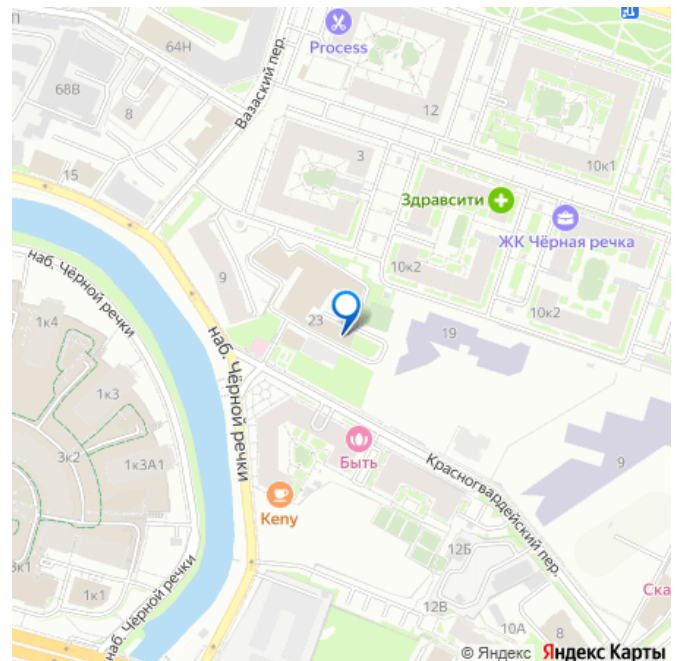 Process
64Н
68В
8
12
Вазаский пер.
15
3
10к1
Здравсити
ЖК Чёрная речка
наб. Чёрной речки
9
10к2
10к2
1к4
23
19
наб. Чёрной речки
1к3
3к2
1к3А1
Быть
Красногвардейский пер.
9
Keny
12Б
3к1
1к1
наб. Чёрной речки
12В
10А
8
Ска
© Яндекс Яндекс Карты